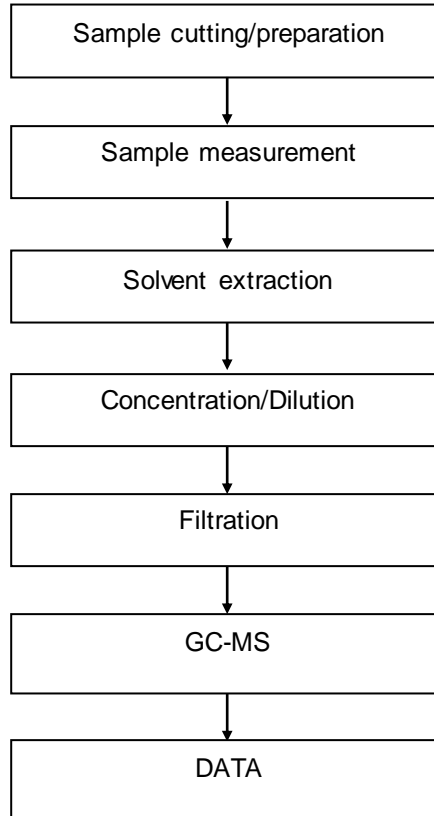 Sample cutting/preparation
Sample measurement
Solvent extraction
Concentration/Dilution
Filtration
GC-MS
DATA